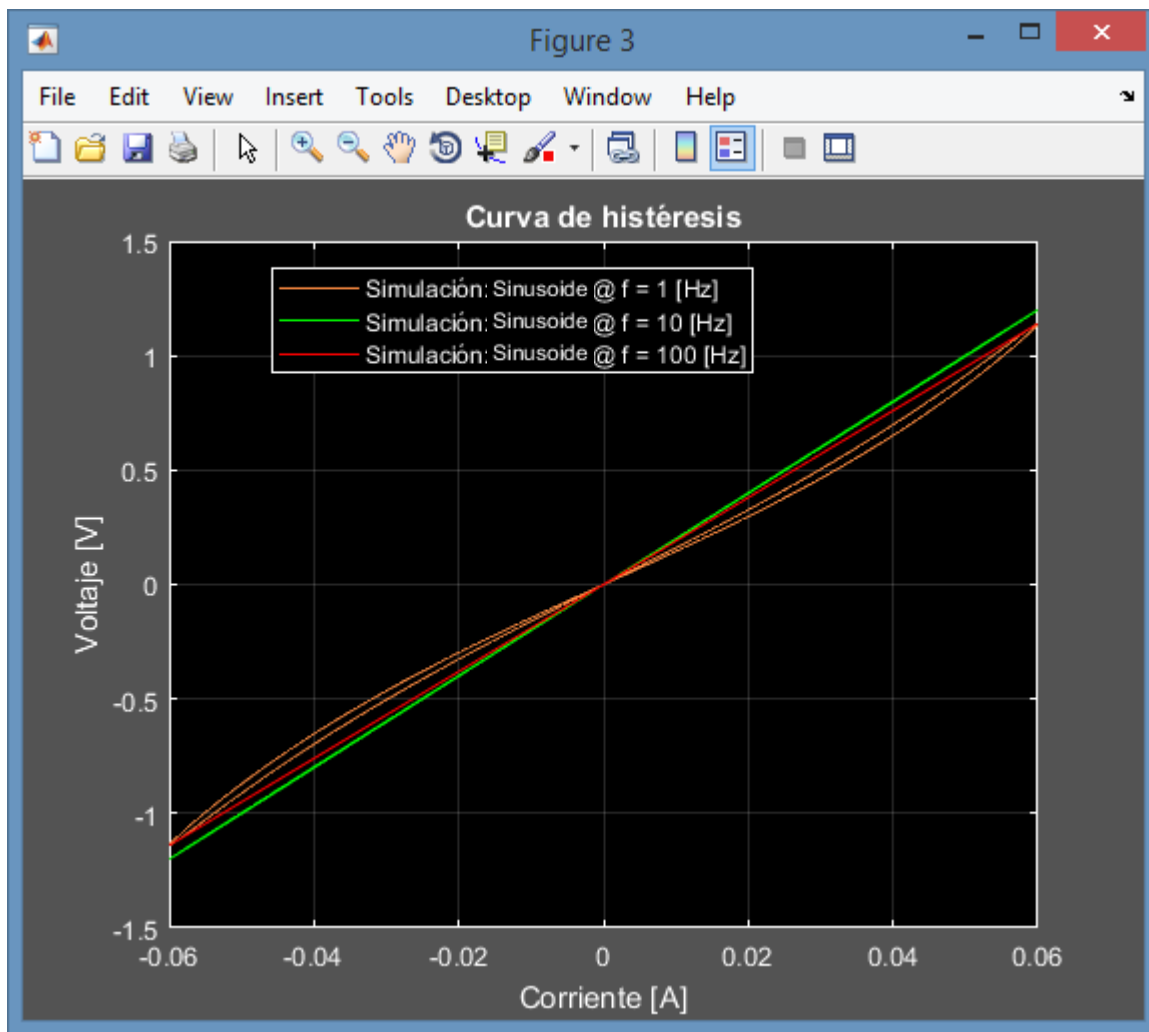 Figure 3
File Edit View Insert Tools Desktop Window Help
Curva de histéresis
1.5
Simulación: Sinusoide @ f = 1 [Hz]
Simulación: Sinusoide @ f = 10 [Hz]
Simulación: Sinusoide @ f = 100 [Hz]
1
0.5
0
-0.5
-1
-1.5
Voltaje [V]
-0.06 -0.04 -0.02 0 0.02 0.04 0.06
Corriente [A]